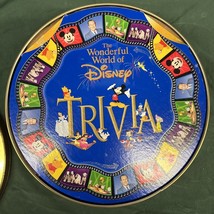 The
Wonderful
World of
Disney
TRIVIA